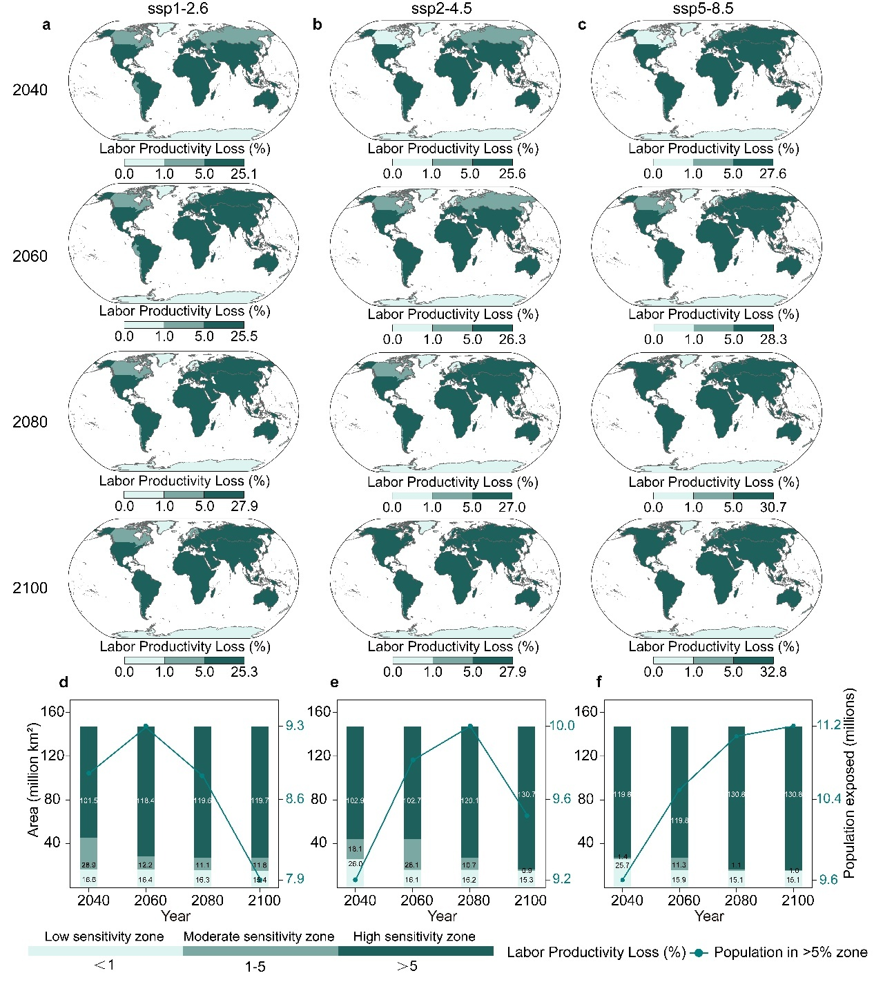 ssp1-2.6 ssp2-4.5 ssp5-8.5
a b c
2040
Labor Productivity Loss (%) Labor Productivity Loss (%) Labor Productivity Loss (%)
0.0 1.0 5.0 25.1 0.0 1.0 5.0 25.6 0.0 1.0 5.0 27.6
2060
Labor Productivity Loss (%) Labor Productivity Loss (%) Labor Productivity Loss (%)
0.0 1.0 5.0 25.5 0.0 1.0 5.0 26.3 0.0 1.0 5.0 28.3
2080
Labor Productivity Loss (%) Labor Productivity Loss (%) Labor Productivity Loss (%)
0.0 1.0 5.0 27.9 0.0 1.0 5.0 27.0 0.0 1.0 5.0 30.7
2100
Labor Productivity Loss (%) Labor Productivity Loss (%) Labor Productivity Loss (%)
0.0 1.0 5.0 25.3 0.0 1.0 5.0 27.9 0.0 1.0 5.0 32.8
d e f
Area (million km²)
160 120 80 40
101.5 118.4 119.6 119.7
28.9 12.2 11.1 11.8
16.6 16.4 16.3
9.3 8.6 7.9
2040 2060 2080 2100
Year
160 120 80 40
102.9 102.7 120.1 130.7
18.1 28.1 10.7 0.9
26.0 16.1 16.2 15.3
10.0 9.6 9.2
2040 2060 2080 2100
Year
160 120 80 40
119.8 130.8
1.4 11.3 1.1 1.0
25.7 15.9 15.1 15.1
11.2 10.4 9.6
2040 2060 2080 2100
Year
Population exposed (millions)
Low sensitivity zone Moderate sensitivity zone High sensitivity zone
<1 1-5 >5
Labor Productivity Loss (%) Population in >5% zone